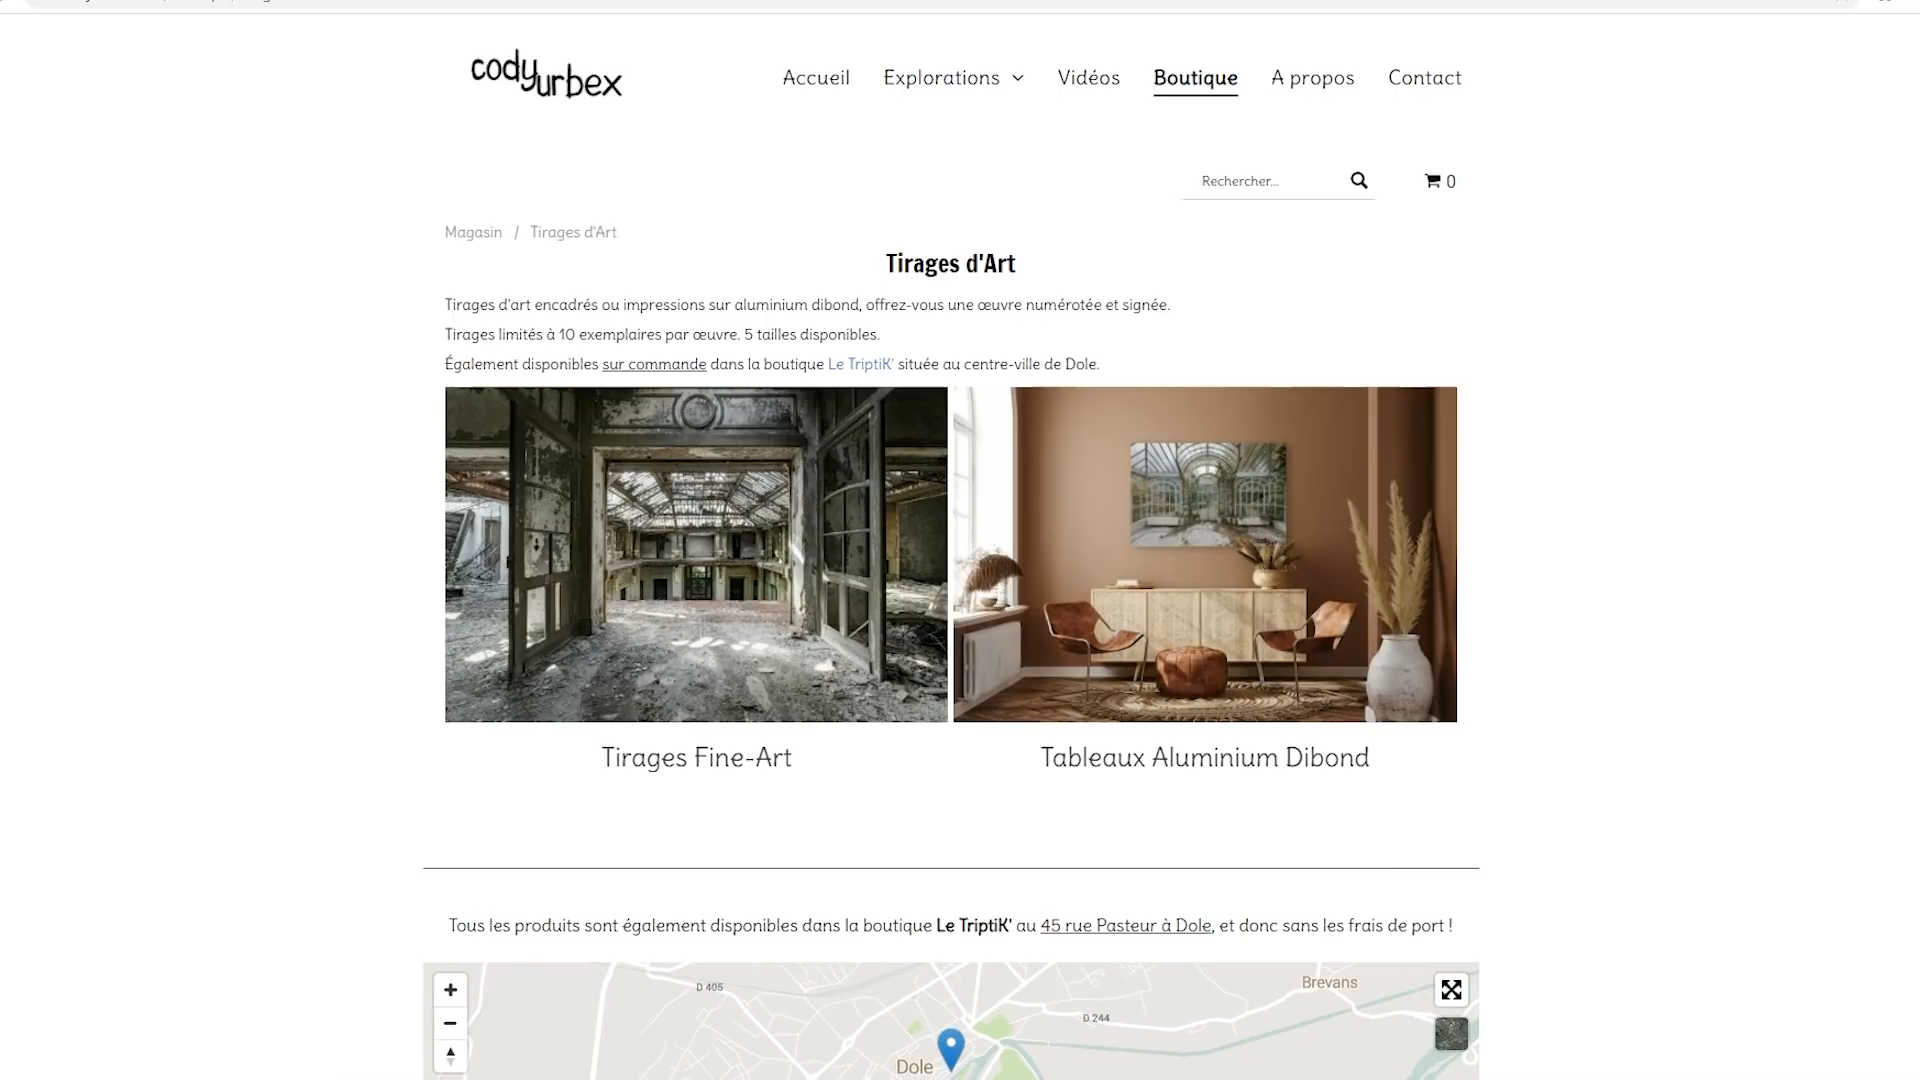 cody urbex
Accueil Explorations Vidéos Boutique A propos Contact
Rechercher... 0
Magasin / Tirages d'Art
Tirages d'Art
Tirages d'art encadrés ou impressions sur aluminium dibond, offrez-vous une œuvre numérotée et signée.
Tirages limités à 10 exemplaires par œuvre. 5 tailles disponibles.
Également disponibles sur commande dans la boutique Le TriptiK' située au centre-ville de Dole.
Tirages Fine-Art Tableaux Aluminium Dibond
Tous les produits sont également disponibles dans la boutique Le TriptiK' au 45 rue Pasteur à Dole, et donc sans les frais de port !
Brevans
D 405
D 244
Dole